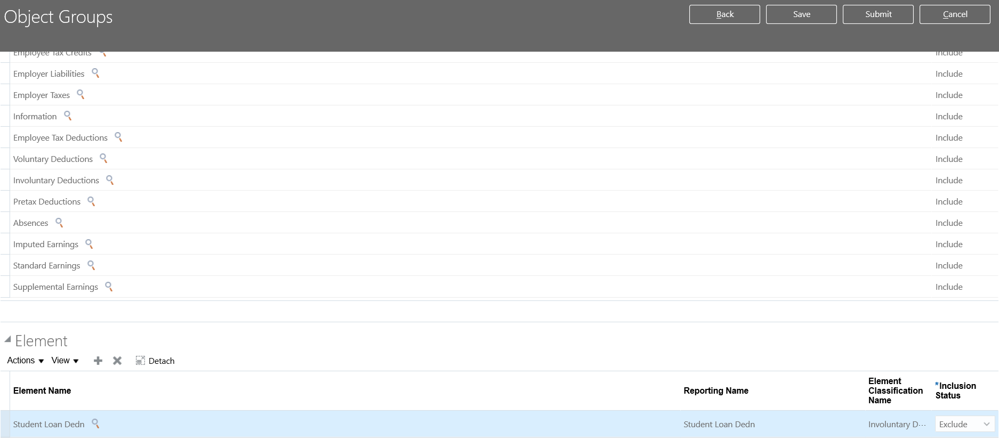 Object Groups
Back Save Submit Cancel
Employee Tax Credits Include
Employer Liabilities Include
Employer Taxes Include
Information Include
Employee Tax Deductions Include
Voluntary Deductions Include
Involuntary Deductions Include
Pretax Deductions Include
Absences Include
Imputed Earnings Include
Standard Earnings Include
Supplemental Earnings Include
Element
Actions View Detach
Element Name Reporting Name Element Classification Name *Inclusion Status
Student Loan Dedn Student Loan Dedn Involuntary D... Exclude